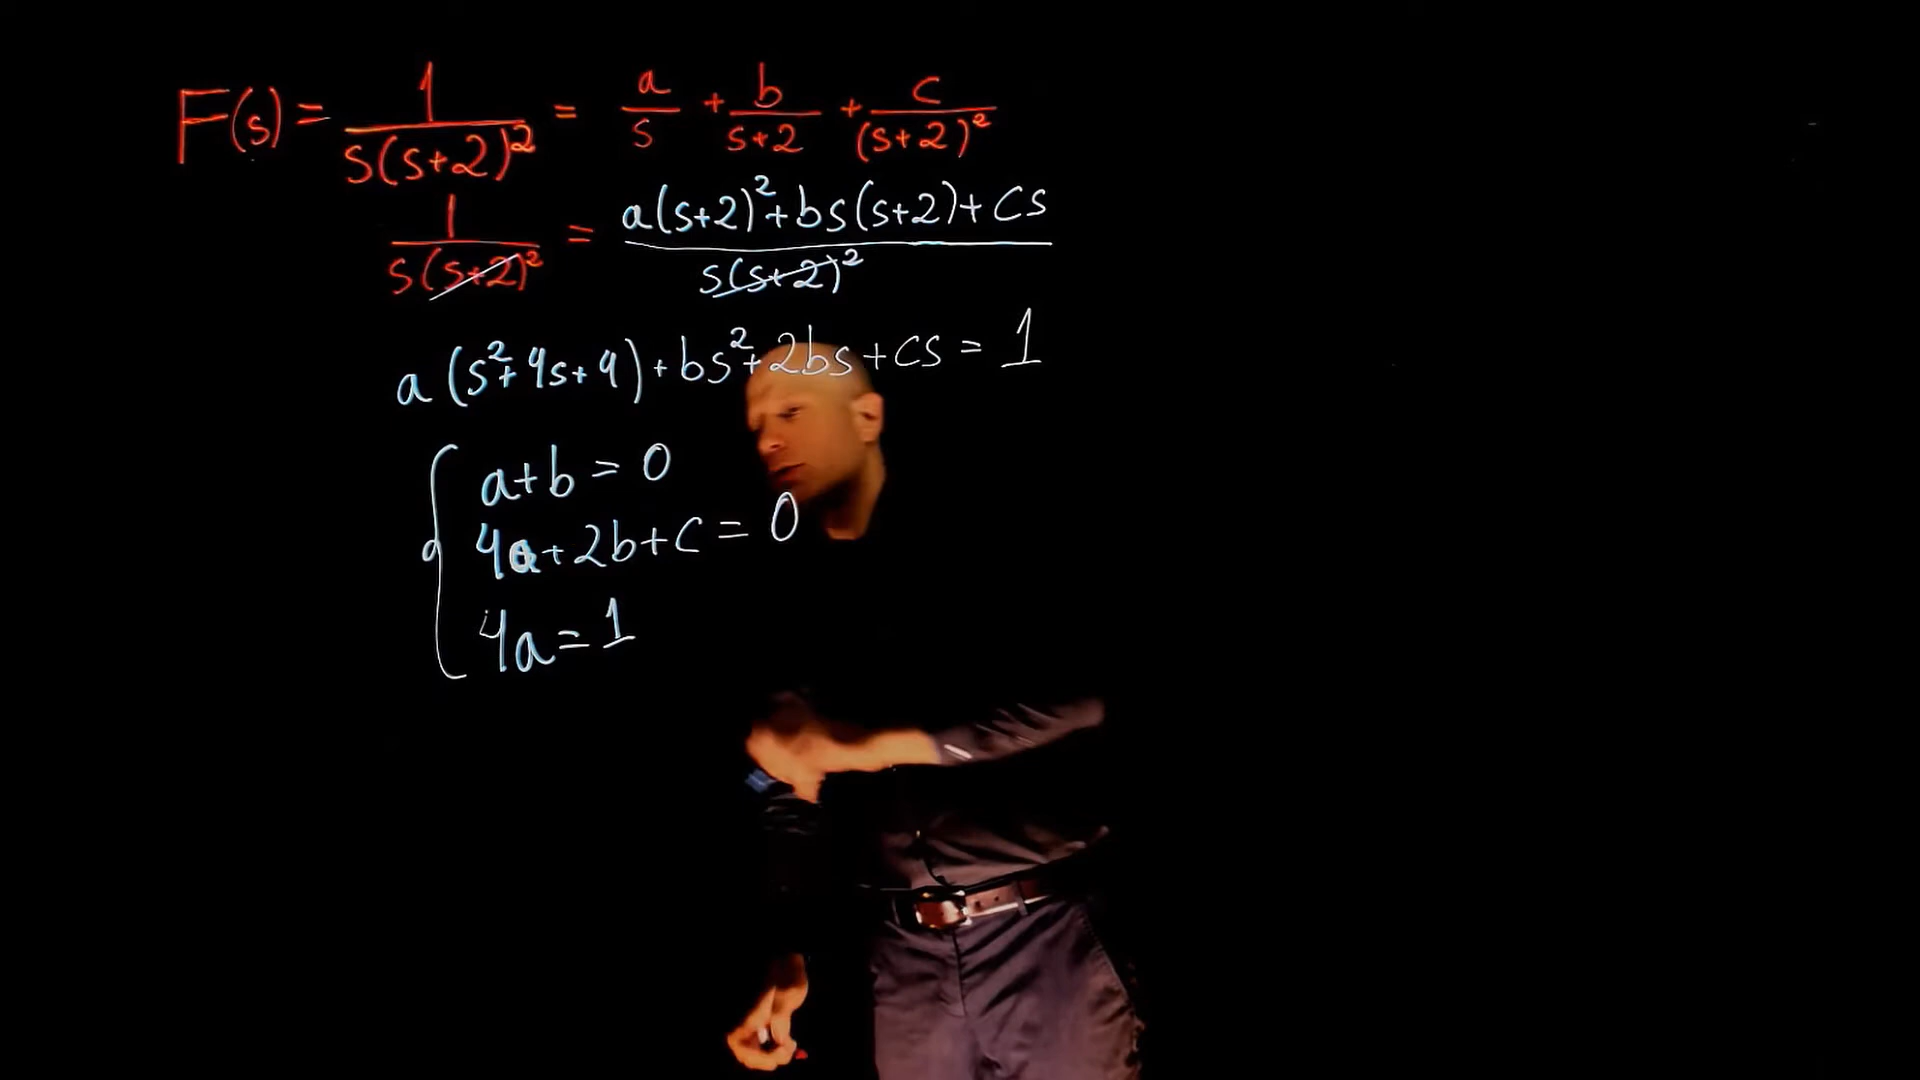 F(s) = 1/(s(s+2)²) = a/s + b/(s+2) + c/(s+2)²
1/(s(s+2)²) = (a(s+2)²+bs(s+2)+cs)/(s(s+2)²)
a(s²+4s+4)+bs²+2bs+cs = 1
a+b=0
4a+2b+c=0
4a=1